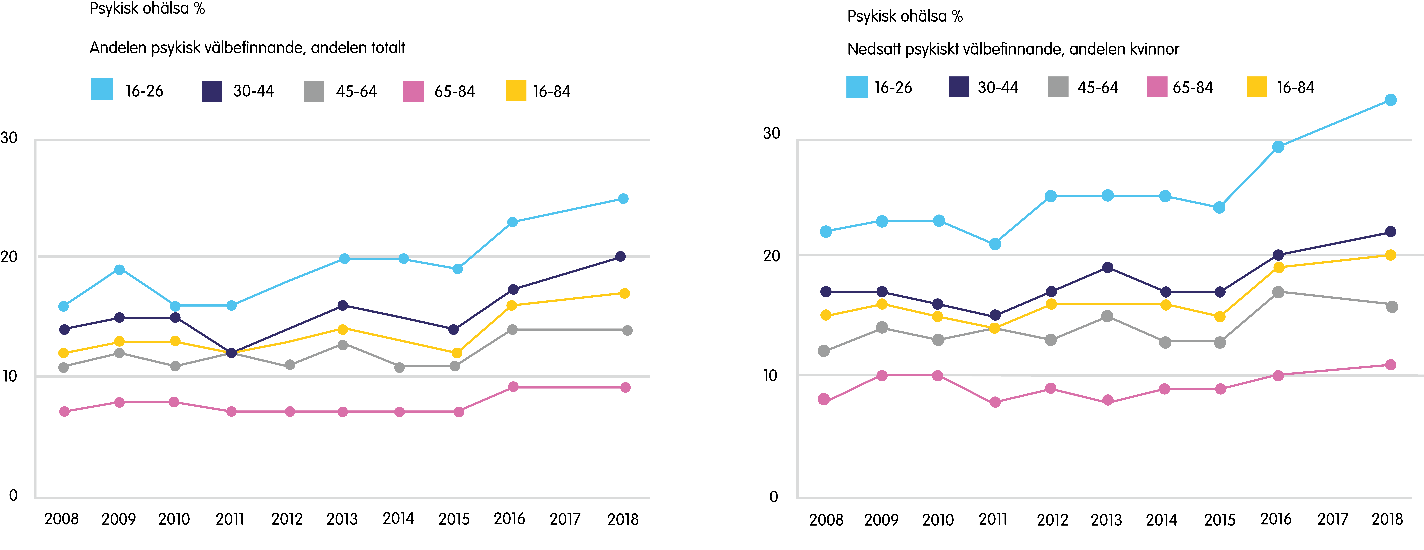 Psykisk ohälsa %
Andelen psykisk välbefinnande, andelen totalt
16-26 30-44 45-64 65-84 16-84
30
20
10
0
2008 2009 2010 2011 2012 2013 2014 2015 2016 2017 2018
Psykisk ohälsa %
Nedsatt psykiskt välbefinnande, andelen kvinnor
16-26 30-44 45-64 65-84 16-84
30
20
10
0
2008 2009 2010 2011 2012 2013 2014 2015 2016 2017 2018